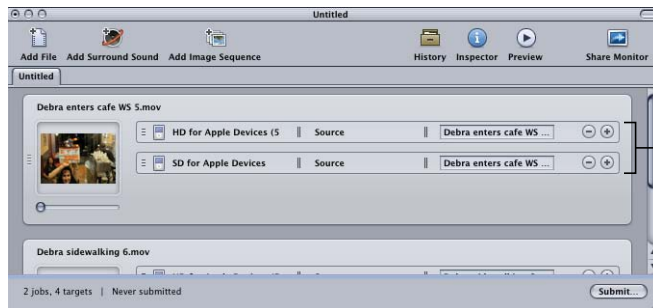 Untitled
Add File Add Surround Sound Add Image Sequence History Inspector Preview Share Monitor
Untitled
Debra enters cafe WS 5.mov
HD for Apple Devices (5 Source Debra enters cafe WS ...
SD for Apple Devices Source Debra enters cafe WS ...
Debra sidewalking 6.mov
2 jobs, 4 targets | Never submitted Submit...